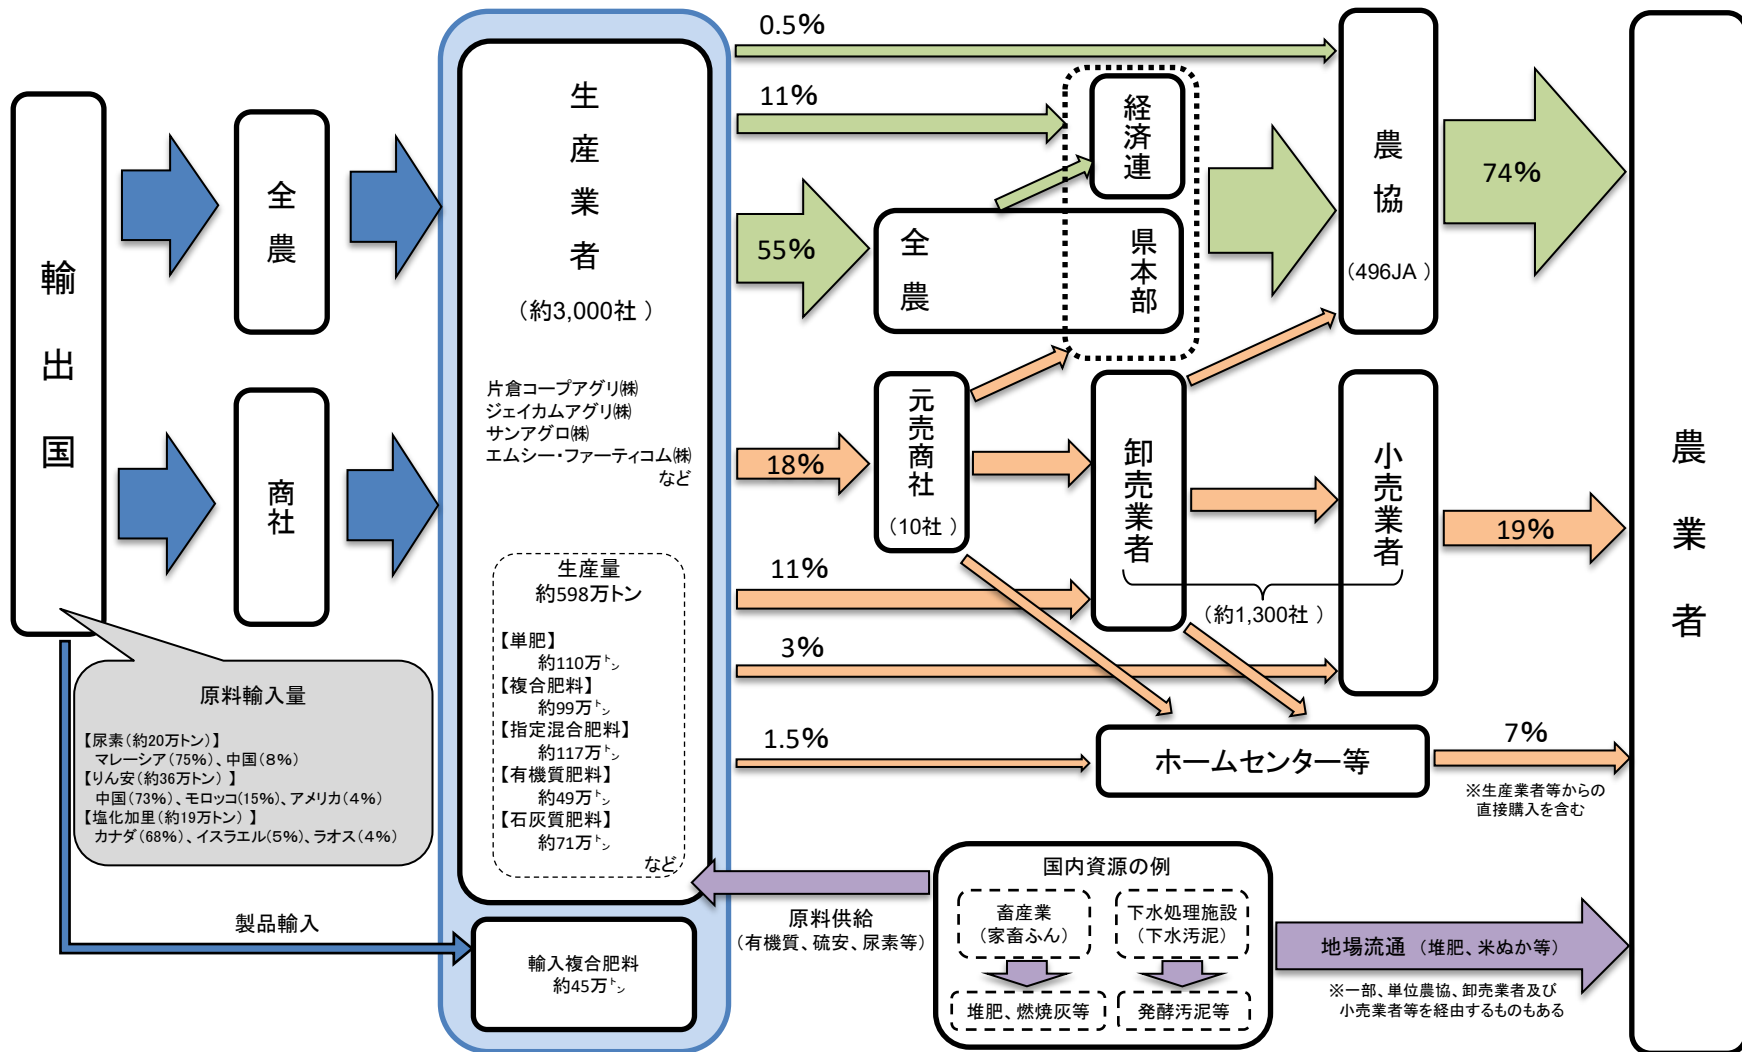 輸出国
全農
商社
原料輸入量
【尿素（約20万トン）】
マレーシア（75％）、中国（８％）
【りん安（約36万トン）】
中国（73％）、モロッコ（15％）、アメリカ（４％）
【塩化加里（約19万トン）】
カナダ（68％）、イスラエル（５％）、ラオス（４％）
製品輸入
生産業者
（約3,000社）
片倉コープアグリ㈱
ジェイカムアグリ㈱
サンアグロ㈱
エムシー・ファーティコム㈱
など
生産量
約598万トン
【単肥】
約110万㌧
【複合肥料】
約99万㌧
【指定混合肥料】
約117万㌧
【有機質肥料】
約49万㌧
【石灰質肥料】
約71万㌧
など
輸入複合肥料
約45万㌧
0.5％
11％
55％
18％
11％
3％
1.5％
経済連
全農
県本部
元売商社
（10社）
卸売業者
小売業者
（約1,300社）
ホームセンター等
農協
（496JA）
74％
19％
7％
※生産業者等からの
直接購入を含む
農業者
原料供給
（有機質、硫安、尿素等）
国内資源の例
畜産業
（家畜ふん）
下水処理施設
（下水汚泥）
堆肥、燃焼灰等
発酵汚泥等
地場流通（堆肥、米ぬか等）
※一部、単位農協、卸売業者及び
小売業者等を経由するものもある